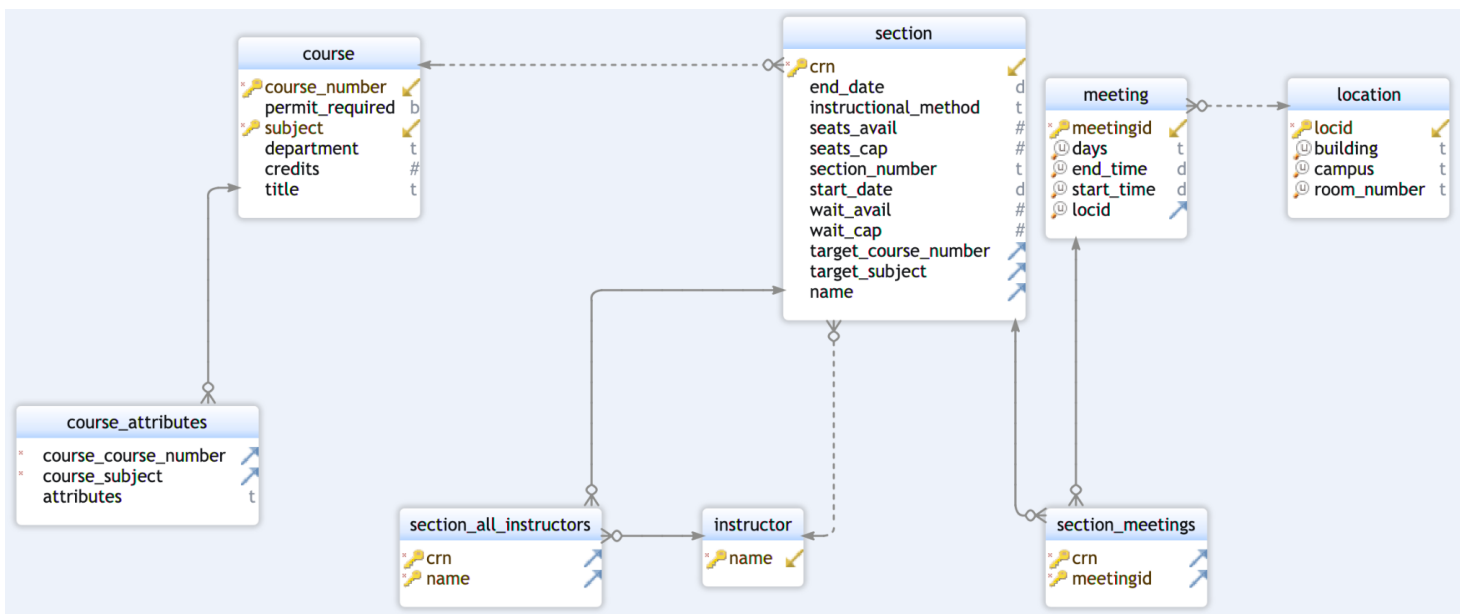 course
course_number
permit_required b
subject
department t
credits #
title t
section
crn
end_date d
instructional_method t
seats_avail #
seats_cap #
section_number t
start_date d
wait_avail #
wait_cap #
target_course_number
target_subject
name
meeting
meetingid
u days t
u end_time d
u start_time d
u locid
location
locid
u building t
u campus t
u room_number t
course_attributes
course_course_number
course_subject
attributes t
section_all_instructors
crn
name
instructor
name
section_meetings
crn
meetingid